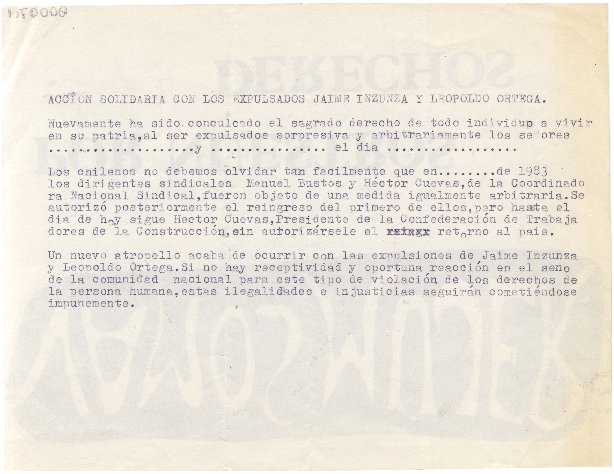 ACCION SOLIDARIA CON LOS EXPULSADOS JAIME INZUNZA Y LEOPOLDO ORTEGA.
Nuevamente ha sido conculcado el sagrado derecho de todo individuo a vivir
en su patria,al ser expulsados sorpresiva y arbitrariamente los señores
....................y ................ el dia ..................
Los chilenos no debemos olvidar tan facilmente que en........de 1983
los dirigentes sindicales Manuel Bustos y Héctor Cuevas,de la Coordinado
ra Nacional Sindical,fueron objeto de una medida igualmente arbitraria.Se
autorizó posteriormente el reingreso del primero de ellos,pero hasta el
dia de hoy sigue Hector Cuevas,Presidente de la Confederación de Trabaja
dores de la Construcción,sin autorizársele el retorno al país.
Un nuevo atropello acaba de ocurrir con las expulsiones de Jaime Inzunza
y Leopoldo Ortega.Si no hay receptividad y oportuna reacción en el seno
de la comunidad nacional para este tipo de violación de los derechos de
la persona humana,estas ilegalidades e injusticias seguirán cometiéndose
impunemente.
DERECHOS
VAMOS MUJER